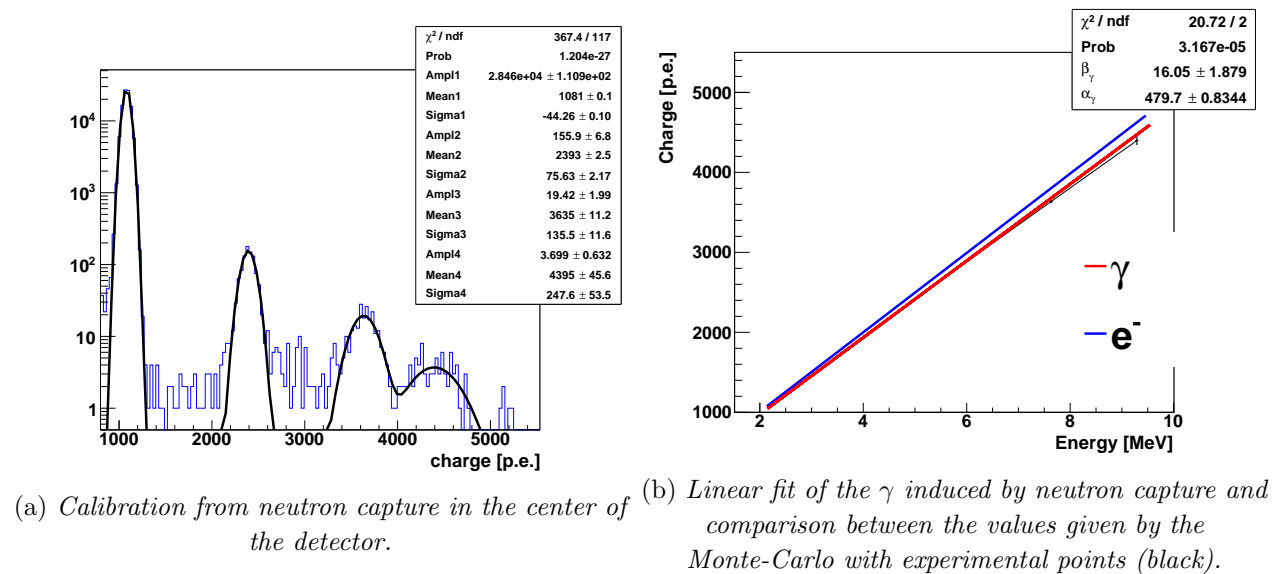 χ² / ndf 367.4 / 117
Prob 1.204e-27
Ampl1 2.846e+04 ± 1.109e+02
Mean1 1081 ± 0.1
Sigma1 -44.26 ± 0.10
Ampl2 155.9 ± 6.8
Mean2 2393 ± 2.5
Sigma2 75.63 ± 2.17
Ampl3 19.42 ± 1.99
Mean3 3635 ± 11.2
Sigma3 135.5 ± 11.6
Ampl4 3.699 ± 0.632
Mean4 4395 ± 45.6
Sigma4 247.6 ± 53.5
10⁴
10³
10²
10
1
1000 2000 3000 4000 5000
charge [p.e.]
(a) Calibration from neutron capture in the center of
the detector.
χ² / ndf 20.72 / 2
Prob 3.167e-05
βγ 16.05 ± 1.879
αγ 479.7 ± 0.8344
Charge [p.e.]
5000
4000
3000
2000
1000
γ
e⁻
2 4 6 8 10
Energy [MeV]
(b) Linear fit of the γ induced by neutron capture and
comparison between the values given by the
Monte-Carlo with experimental points (black).